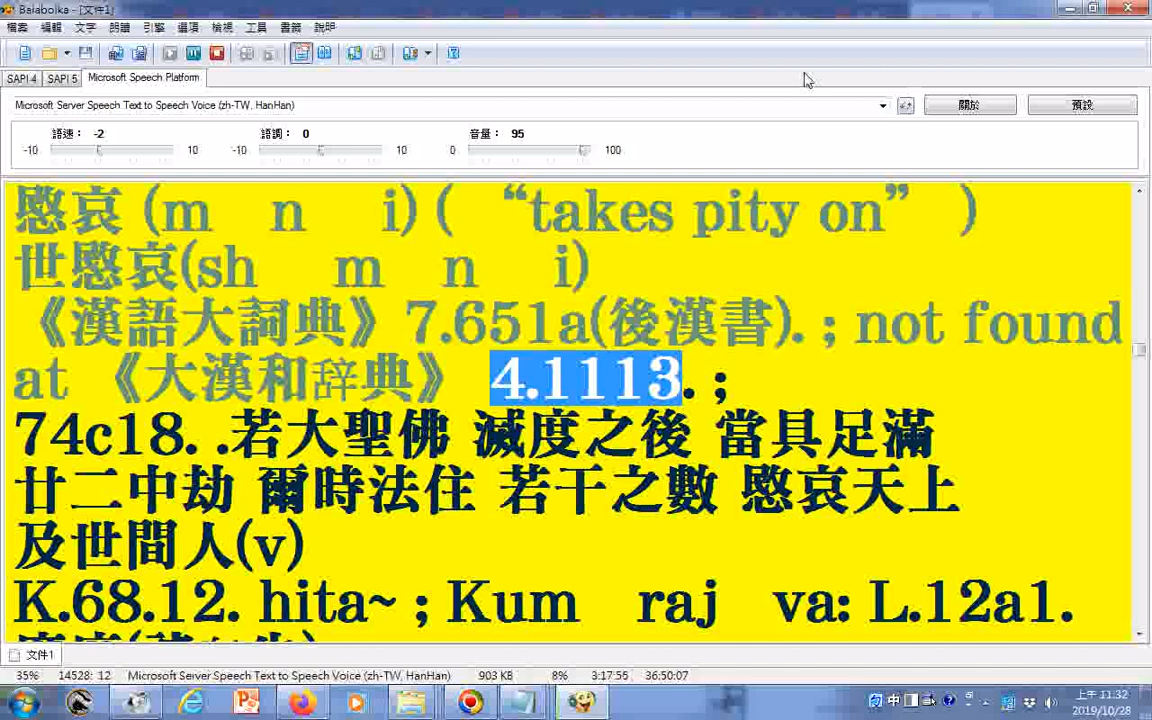 Balabolka - [文件1]
檔案 編輯 文字 朗讀 引擎 選項 檢視 工具 書籤 說明
SAPI 4 SAPI 5 Microsoft Speech Platform
Microsoft Server Speech Text to Speech Voice (zh-TW, HanHan) 關於 預設
語速： -2 語調： 0 音量： 95
-10 10 -10 10 0 100
愍哀 (m n i) ( “takes pity on” )
世愍哀(sh m n i)
《漢語大詞典》 7.651a(後漢書). ; not found
at 《大漢和辞典》 4.1113. ;
74c18. .若大聖佛 滅度之後 當具足滿
廿二中劫 爾時法住 若干之數 愍哀天上
及世間人(v)
K.68.12. hita~ ; Kum raj va: L.12a1.
文件1
35% 14528: 12 Microsoft Server Speech Text to Speech Voice (zh-TW, HanHan) 903 KB 8% 3:17:55 36:50:07
中 上午 11:32
2019/10/28